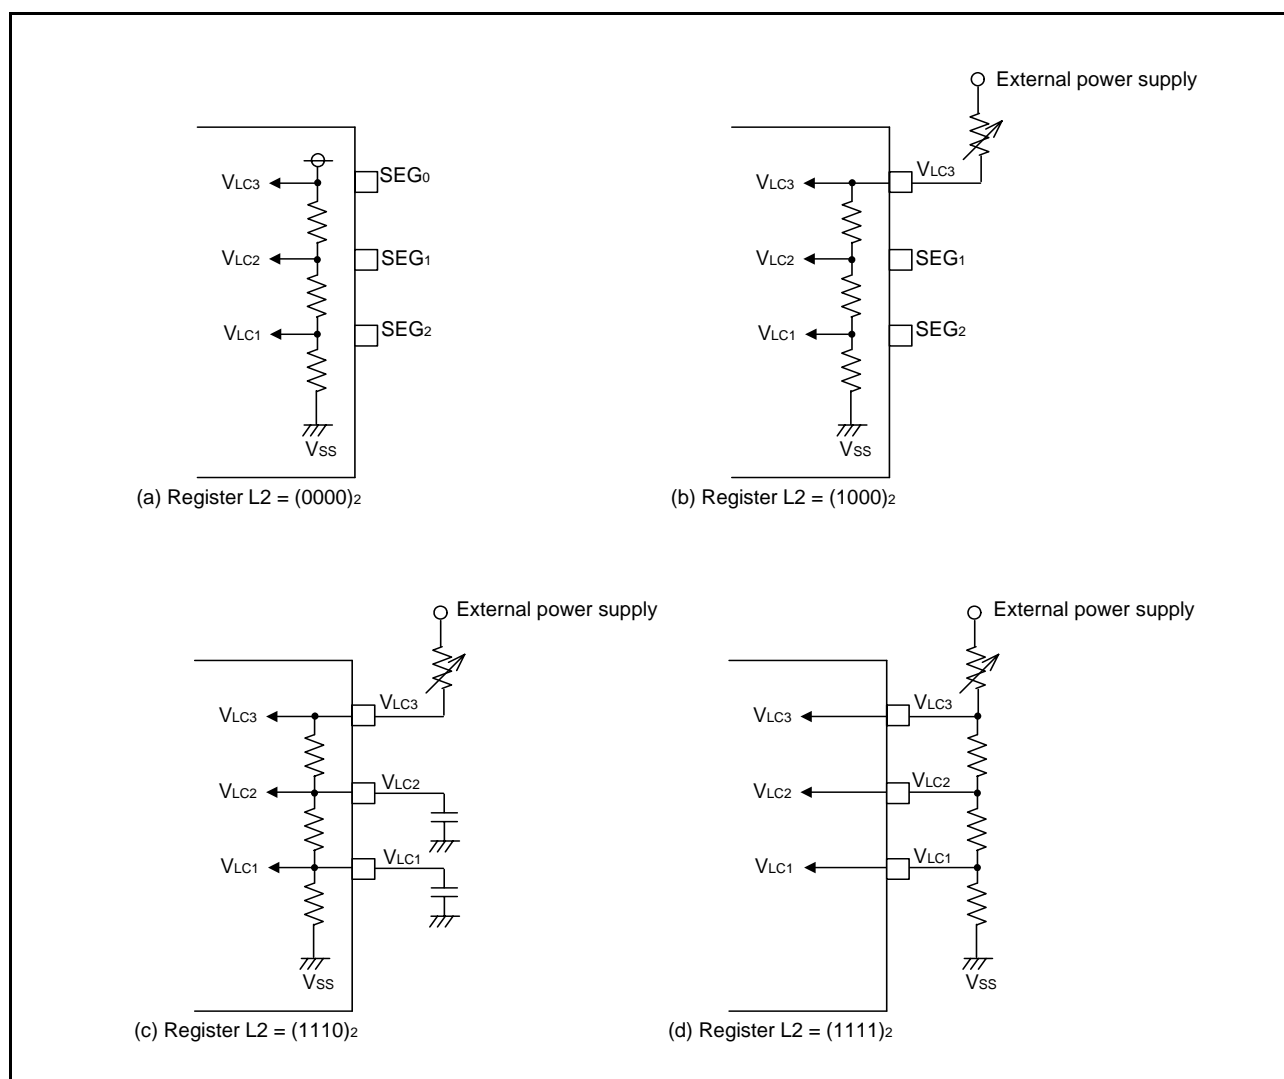 External power supply
VLC3
SEG0
VLC2
SEG1
VLC1
SEG2
VSS
(a) Register L2 = (0000)2
VLC3
VLC3
VLC2
SEG1
VLC1
SEG2
VSS
(b) Register L2 = (1000)2
External power supply
VLC3
VLC3
VLC2
VLC2
VLC1
VLC1
VSS
(c) Register L2 = (1110)2
External power supply
VLC3
VLC3
VLC2
VLC2
VLC1
VLC1
VSS
(d) Register L2 = (1111)2